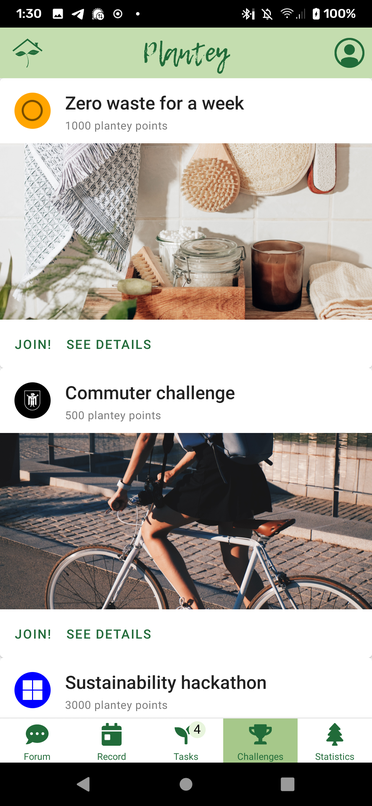 1:30
100%
Plantey
Zero waste for a week
1000 plantey points
JOIN! SEE DETAILS
Commuter challenge
500 plantey points
JOIN! SEE DETAILS
Sustainability hackathon
3000 plantey points
4
Forum Record Tasks Challenges Statistics